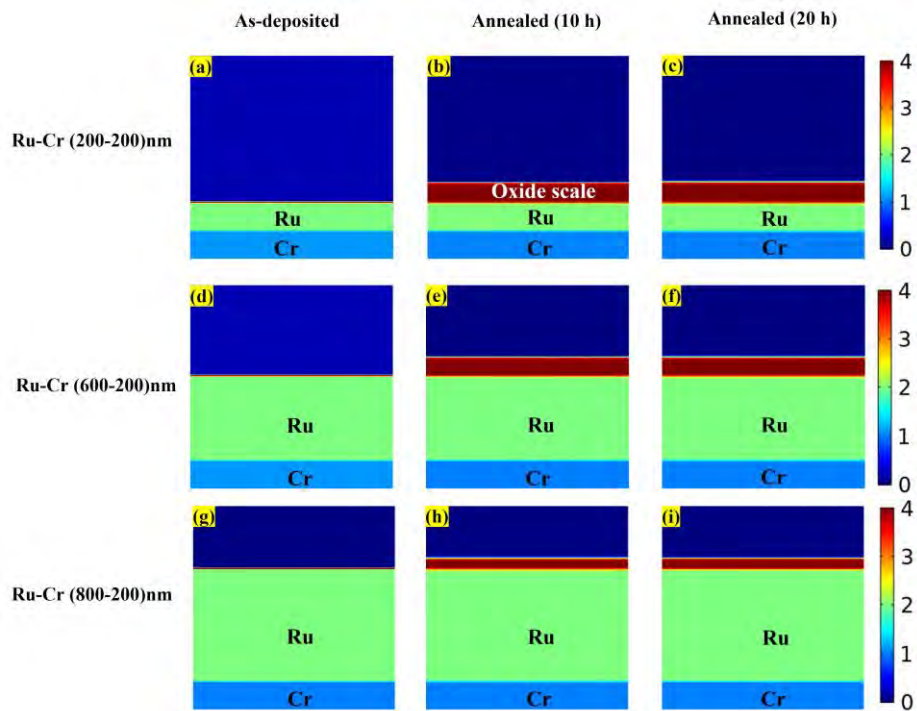 As-deposited Annealed (10 h) Annealed (20 h)
(a) (b) (c) 4
3
Ru-Cr (200-200)nm
Oxide scale 2
Ru Ru Ru 1
Cr Cr Cr 0
(d) (e) (f) 4
3
Ru-Cr (600-200)nm 2
Ru Ru Ru 1
Cr Cr Cr 0
(g) (h) (i) 4
3
Ru-Cr (800-200)nm 2
Ru Ru Ru 1
Cr Cr Cr 0